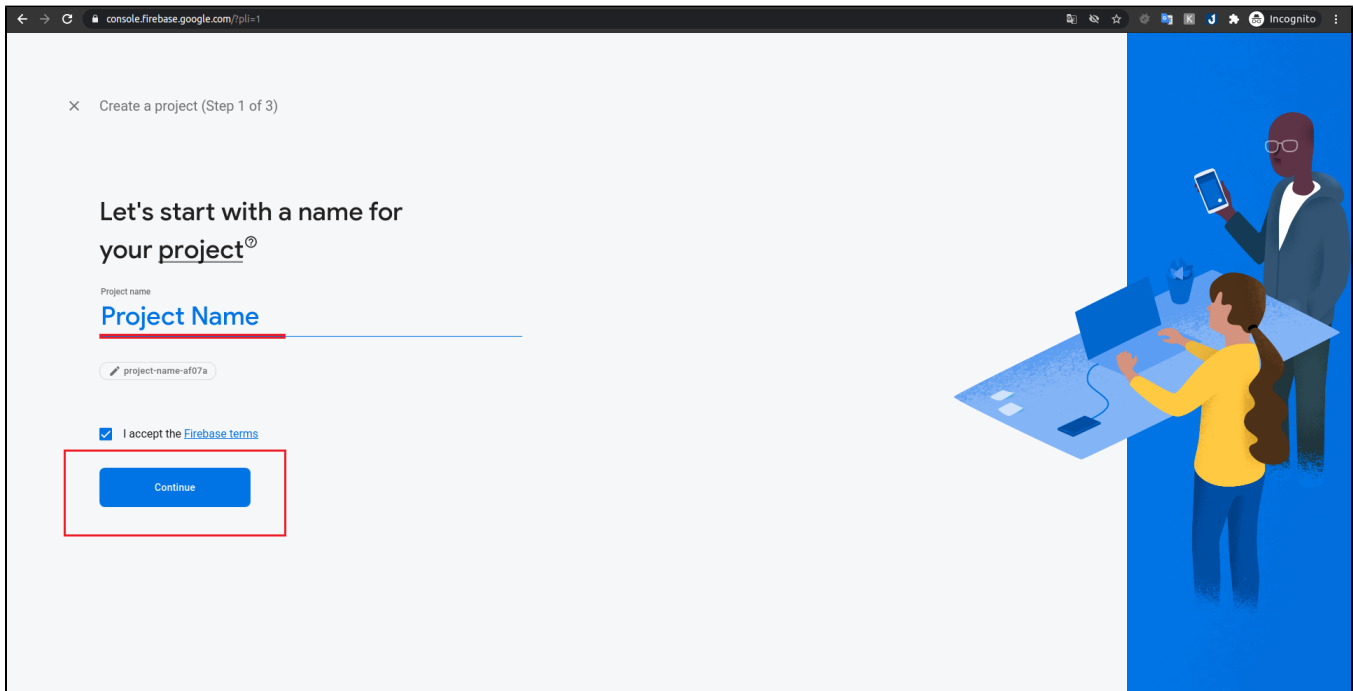 console.firebase.google.com/?pli=1
Incognito
Create a project (Step 1 of 3)
Let's start with a name for
your project
Project name
Project Name
project-name-af07a
I accept the Firebase terms
Continue